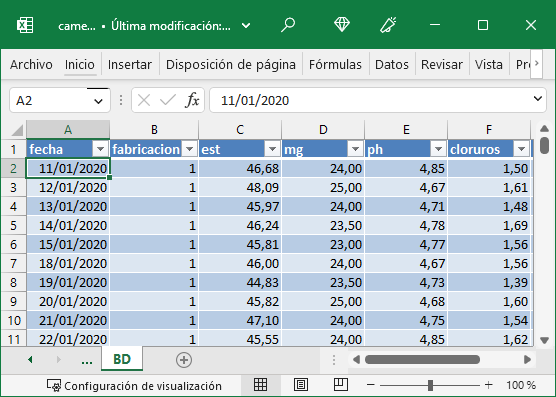 came... • Última modificación:...
Archivo Inicio Insertar Disposición de página Fórmulas Datos Revisar Vista
A2 fx 11/01/2020
A B C D E F
1 fecha fabricacion est mg ph cloruros
2 11/01/2020 1 46,68 24,00 4,85 1,50
3 12/01/2020 1 48,09 25,00 4,67 1,61
4 13/01/2020 1 45,97 24,00 4,71 1,48
5 14/01/2020 1 46,24 23,50 4,78 1,69
6 15/01/2020 1 45,81 23,00 4,77 1,56
7 18/01/2020 1 46,00 24,00 4,67 1,56
8 19/01/2020 1 44,83 23,50 4,73 1,39
9 20/01/2020 1 45,82 25,00 4,68 1,60
10 21/01/2020 1 47,10 24,00 4,75 1,54
11 22/01/2020 1 45,55 24,00 4,85 1,62
... BD
Configuración de visualización 100 %